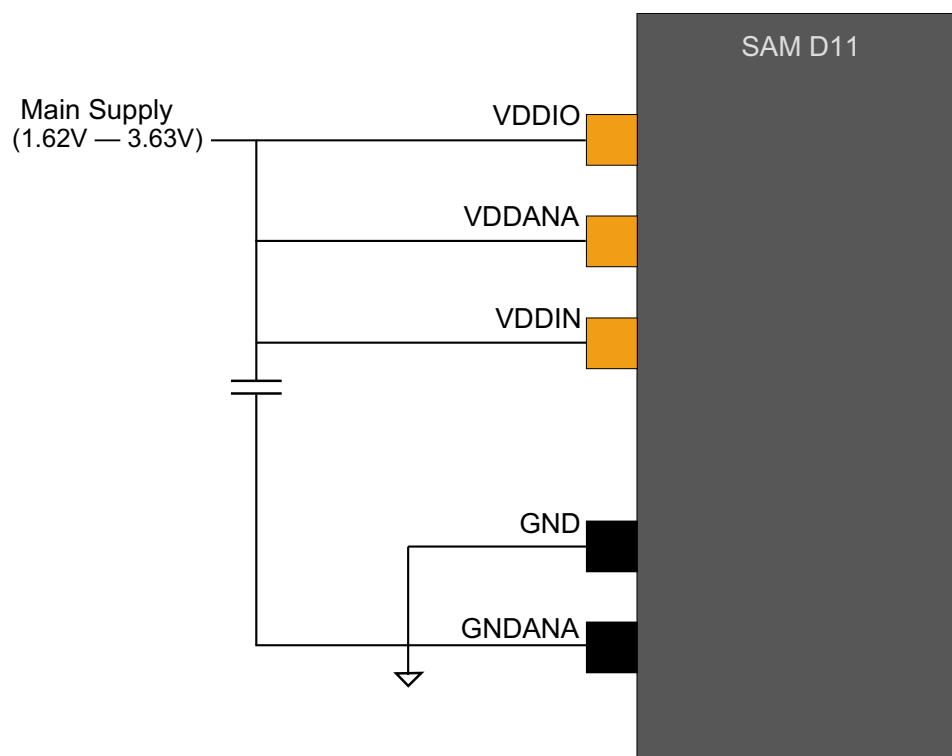 SAM D11
Main Supply
(1.62V — 3.63V)
VDDIO
VDDANA
VDDIN
GND
GNDANA